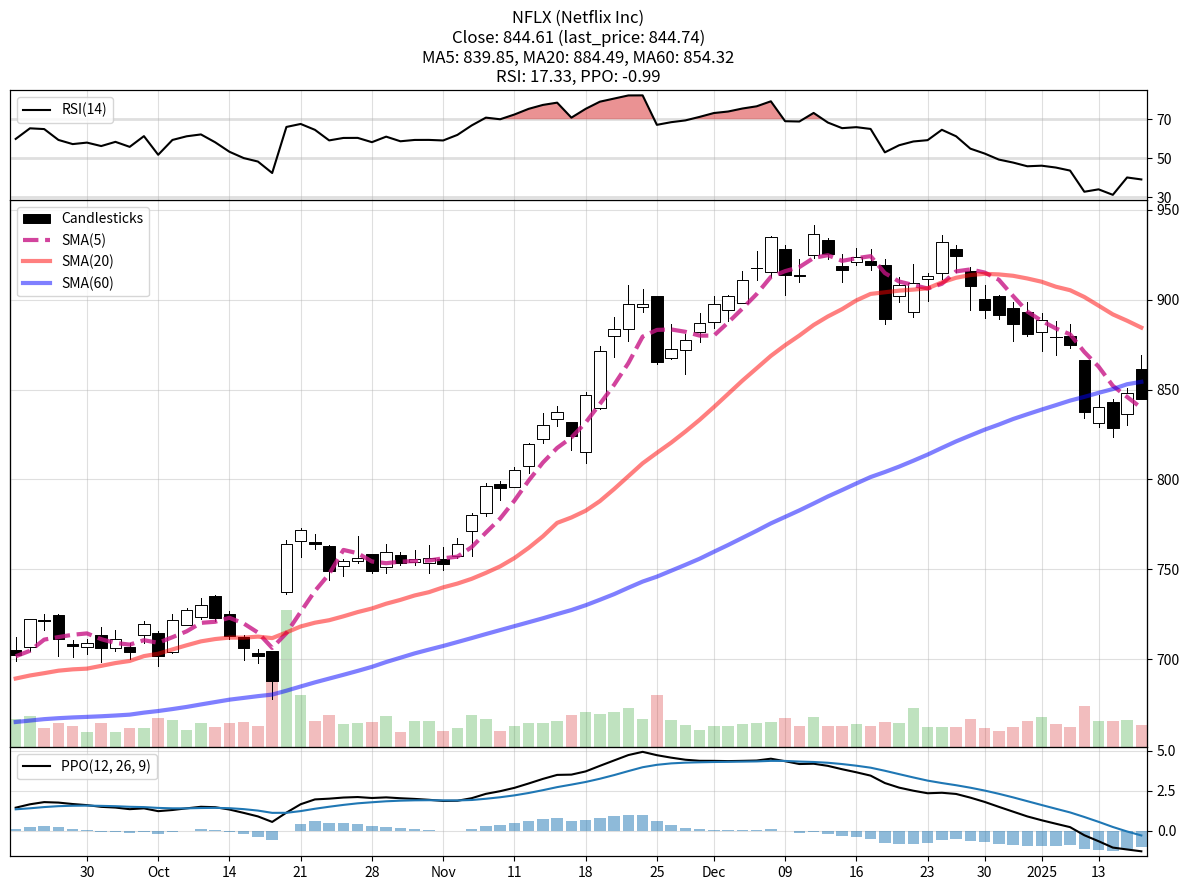 NFLX (Netflix Inc)
Close: 844.61 (last_price: 844.74)
MA5: 839.85, MA20: 884.49, MA60: 854.32
RSI: 17.33, PPO: -0.99
RSI(14)
70
50
30
Candlesticks
SMA(5)
SMA(20)
SMA(60)
950
900
850
800
750
700
PPO(12, 26, 9)
5.0
2.5
0.0
30 Oct 14 21 28 Nov 11 18 25 Dec 09 16 23 30 2025 13